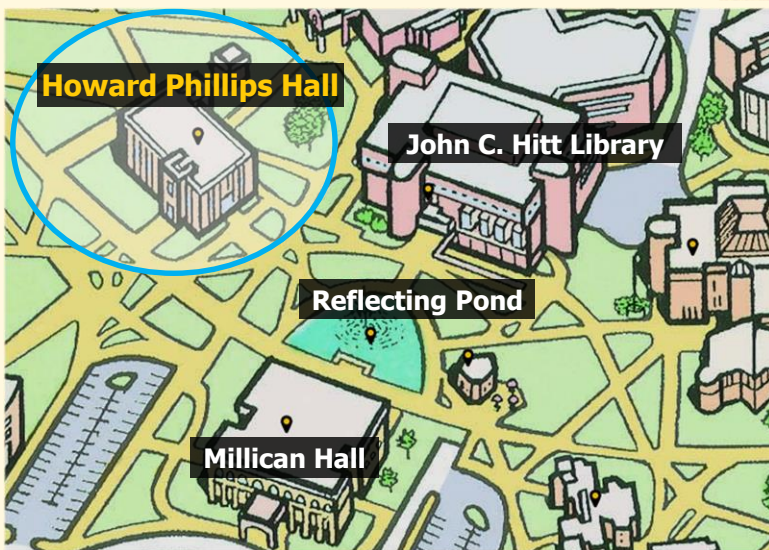 Howard Phillips Hall
John C. Hitt Library
Reflecting Pond
Millican Hall